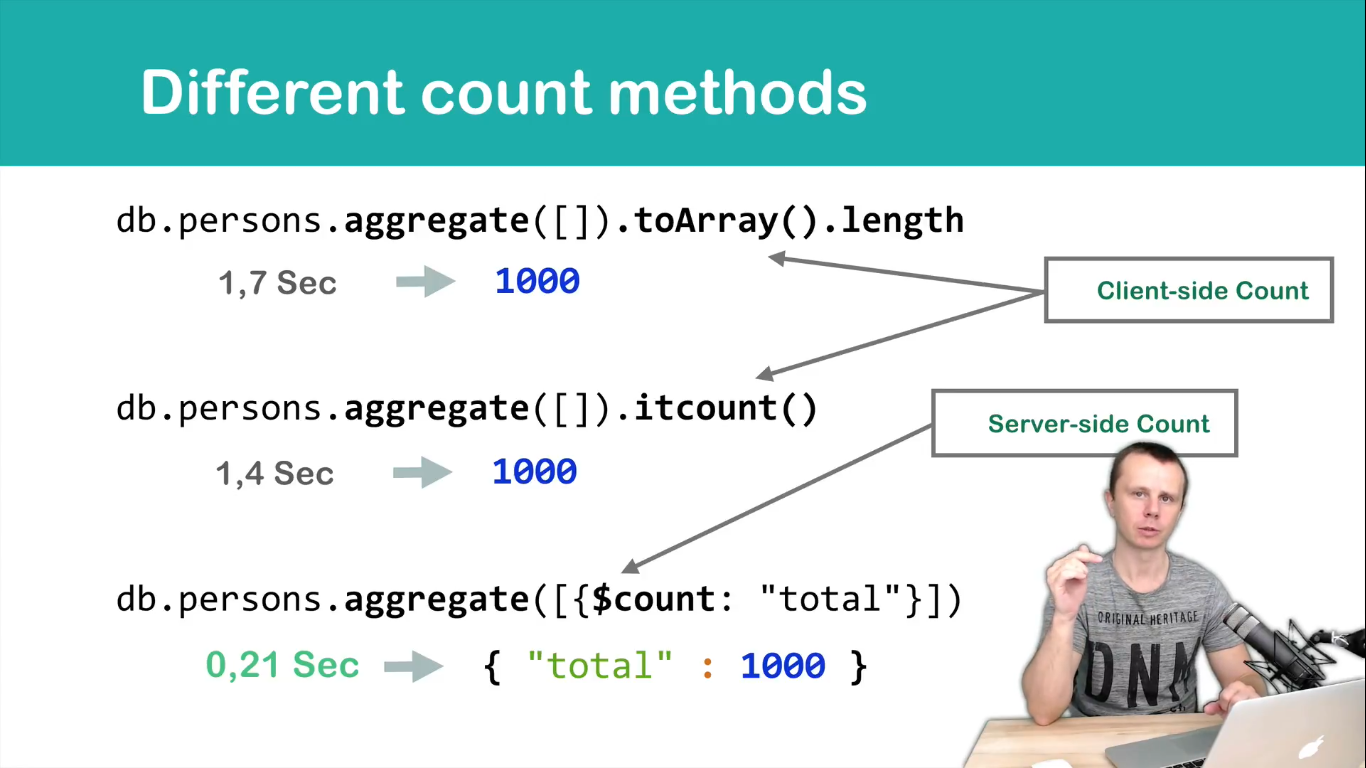 Different count methods
db.persons.aggregate([]).toArray().length
1,7 Sec 1000
Client-side Count
db.persons.aggregate([]).itcount()
1,4 Sec 1000
Server-side Count
db.persons.aggregate([{$count: "total"}])
0,21 Sec { "total" : 1000 }
ORIGINAL HERITAGE
DNM